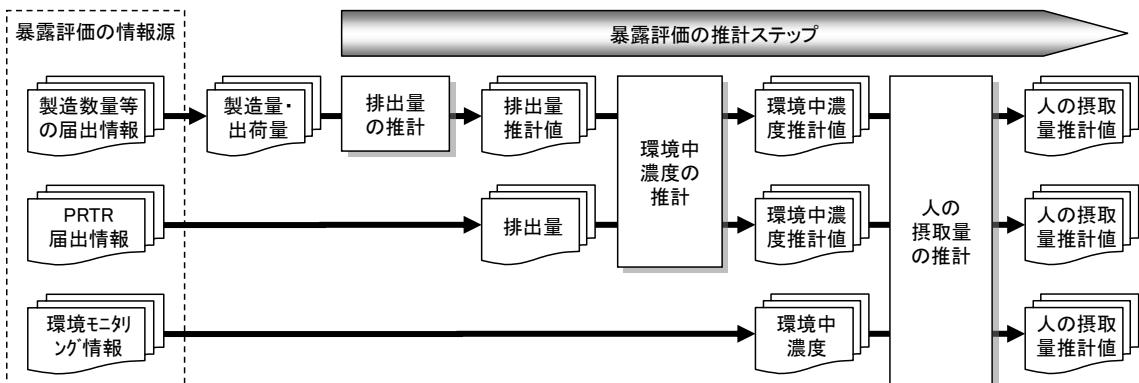 暴露評価の情報源
暴露評価の推計ステップ
製造数量等
の届出情報
製造量・
出荷量
排出量
の推計
排出量
推計値
環境中
濃度の
推計
環境中濃
度推計値
人の
摂取量
の推計
人の摂取
量推計値
PRTR
届出情報
排出量
環境中濃
度推計値
人の摂取
量推計値
環境ﾓﾆﾀﾘ
ﾝｸﾞ情報
環境中
濃度
人の摂取
量推計値